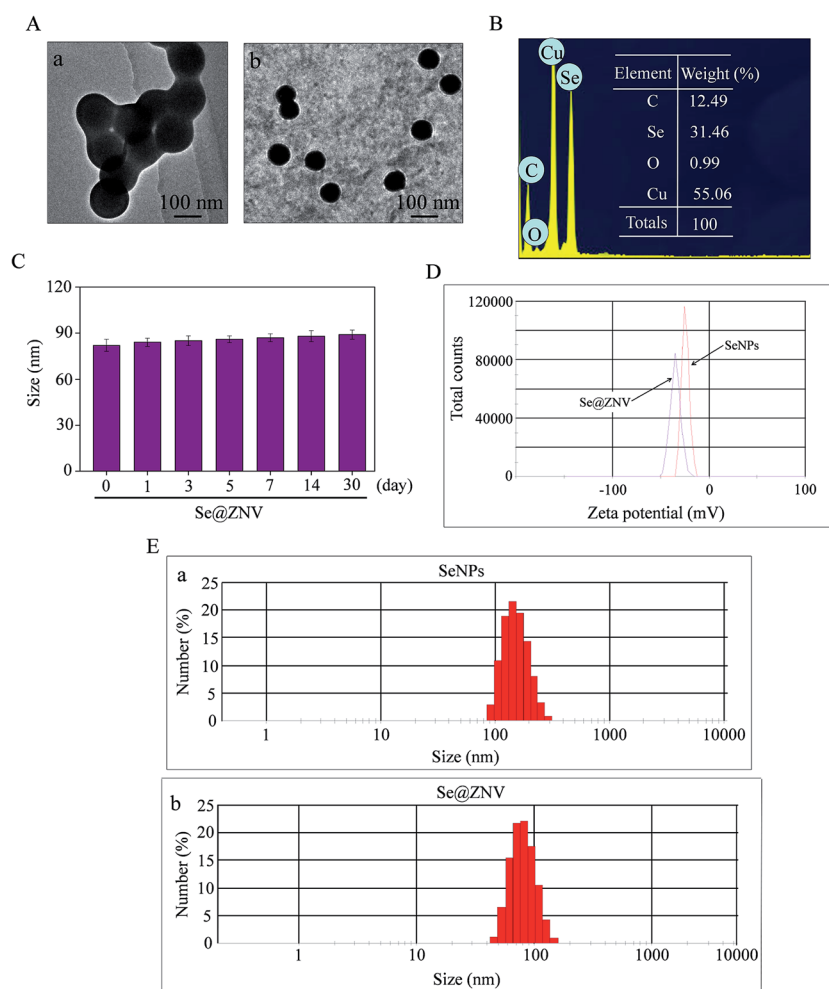 A
a
100 nm
b
100 nm
B
Cu
Se
C
O
Element Weight (%)
C 12.49
Se 31.46
O 0.99
Cu 55.06
Totals 100
C
Size (nm)
120
90
60
30
0
0 1 3 5 7 14 30 (day)
Se@ZNV
D
Total counts
120000
80000
40000
0
SeNPs
Se@ZNV
-100 0 100
Zeta potential (mV)
E
a
SeNPs
Number (%)
25
20
15
10
5
0
1 10 100 1000 10000
Size (nm)
b
Se@ZNV
Number (%)
25
20
15
10
5
0
1 10 100 1000 10000
Size (nm)